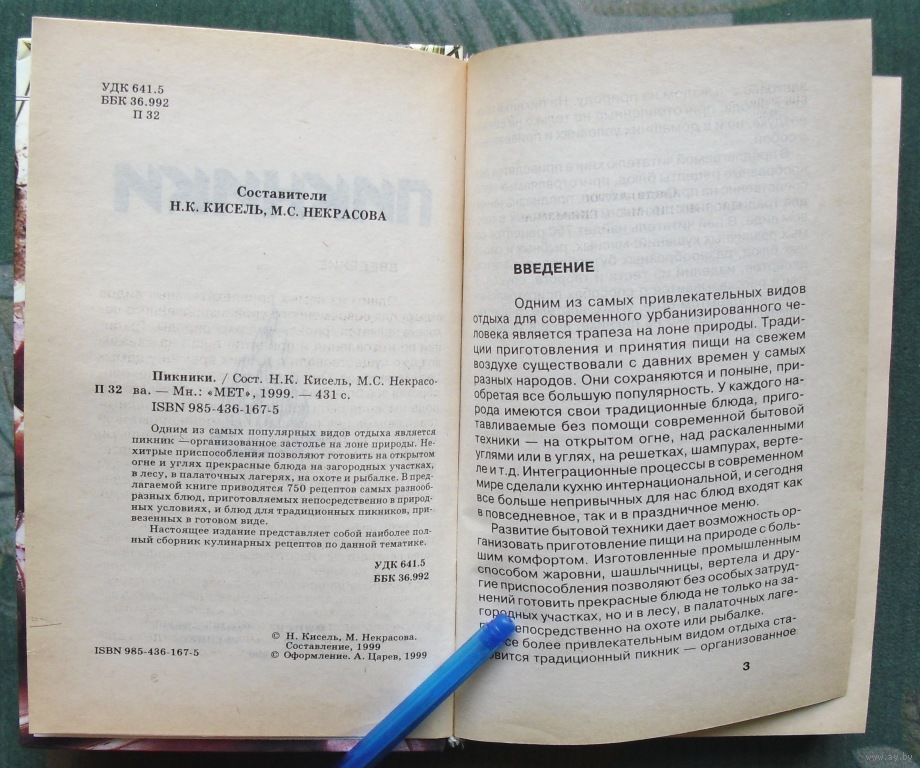 УДК 641.5
ББК 36.992
П 32
Составители
Н.К. КИСЕЛЬ, М.С. НЕКРАСОВА
Пикники. / Сост. Н.К. Кисель, М.С. Некрасо-
П 32 ва. — Мн.: «МЕТ», 1999. — 431 с.
ISBN 985-436-167-5
Одним из самых популярных видов отдыха является
пикник —организованное застолье на лоне природы. Не-
хитрые приспособления позволяют готовить на открытом
огне и углях прекрасные блюда на загородных участках,
в лесу, в палаточных лагерях, на охоте и рыбалке. В пред-
лагаемой книге приводятся 750 рецептов самых разнооб-
разных блюд, приготовляемых непосредственно в природ-
ных условиях, и блюд для традиционных пикников, при-
везенных в готовом виде.
Настоящее издание представляет собой наиболее пол-
ный сборник кулинарных рецептов по данной тематике.
УДК 641.5
ББК 36.992
© Н. Кисель, М. Некрасова.
Составление, 1999
ISBN 985-436-167-5
© Оформление. А. Царев, 1999
ВВЕДЕНИЕ
Одним из самых привлекательных видов
отдыха для современного урбанизированного че-
ловека является трапеза на лоне природы. Тради-
ции приготовления и принятия пищи на свежем
воздухе существовали с давних времен у самых
разных народов. Они сохраняются и поныне, при-
обретая все большую популярность. У каждого на-
рода имеются свои традиционные блюда, приго-
тавливаемые без помощи современной бытовой
техники — на открытом огне, над раскаленными
углями или в углях, на решетках, шампурах, верте-
ле и т.д. Интеграционные процессы в современном
мире сделали кухню интернациональной, и сегодня
все больше непривычных для нас блюд входят как
в повседневное, так и в праздничное меню.
Развитие бытовой техники дает возможность ор-
ганизовать приготовление пищи на природе с боль-
шим комфортом. Изготовленные промышленным
способом жаровни, шашлычницы, вертела и дру-
гие приспособления позволяют без особых затруд-
нений готовить прекрасные блюда не только на за-
городных участках, но и в лесу, в палаточных лаге-
непосредственно на охоте или рыбалке.
се более привлекательным видом отдыха ста-
новится традиционный пикник — организованное
3
www.ay.by